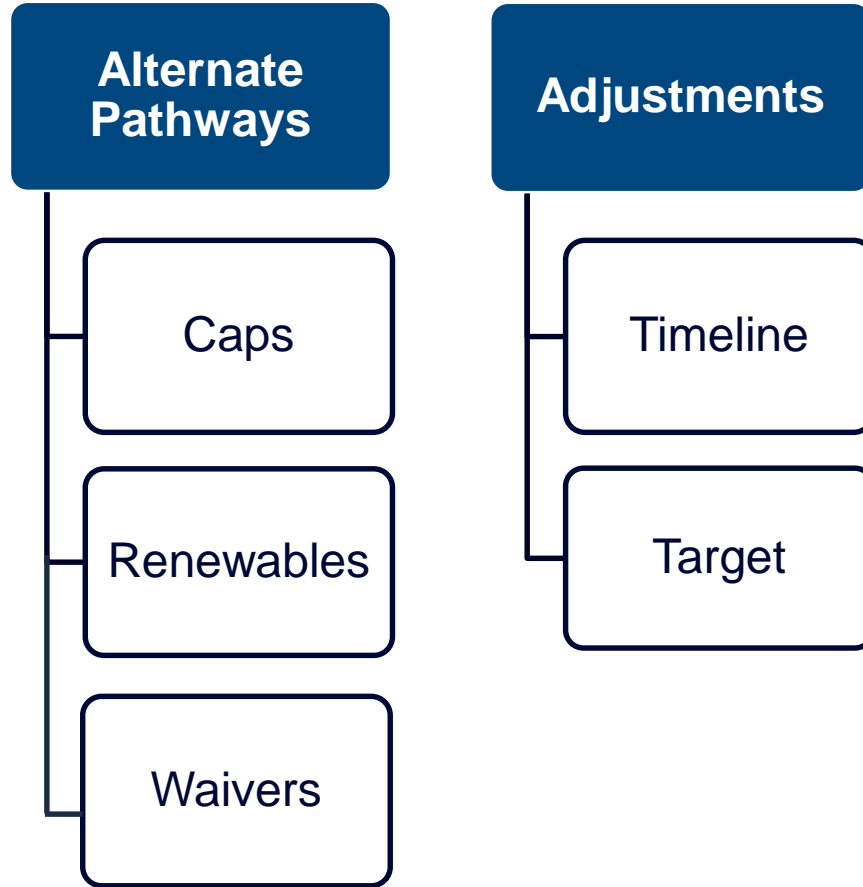 Alternate
Pathways
Caps
Renewables
Waivers
Adjustments
Timeline
Target